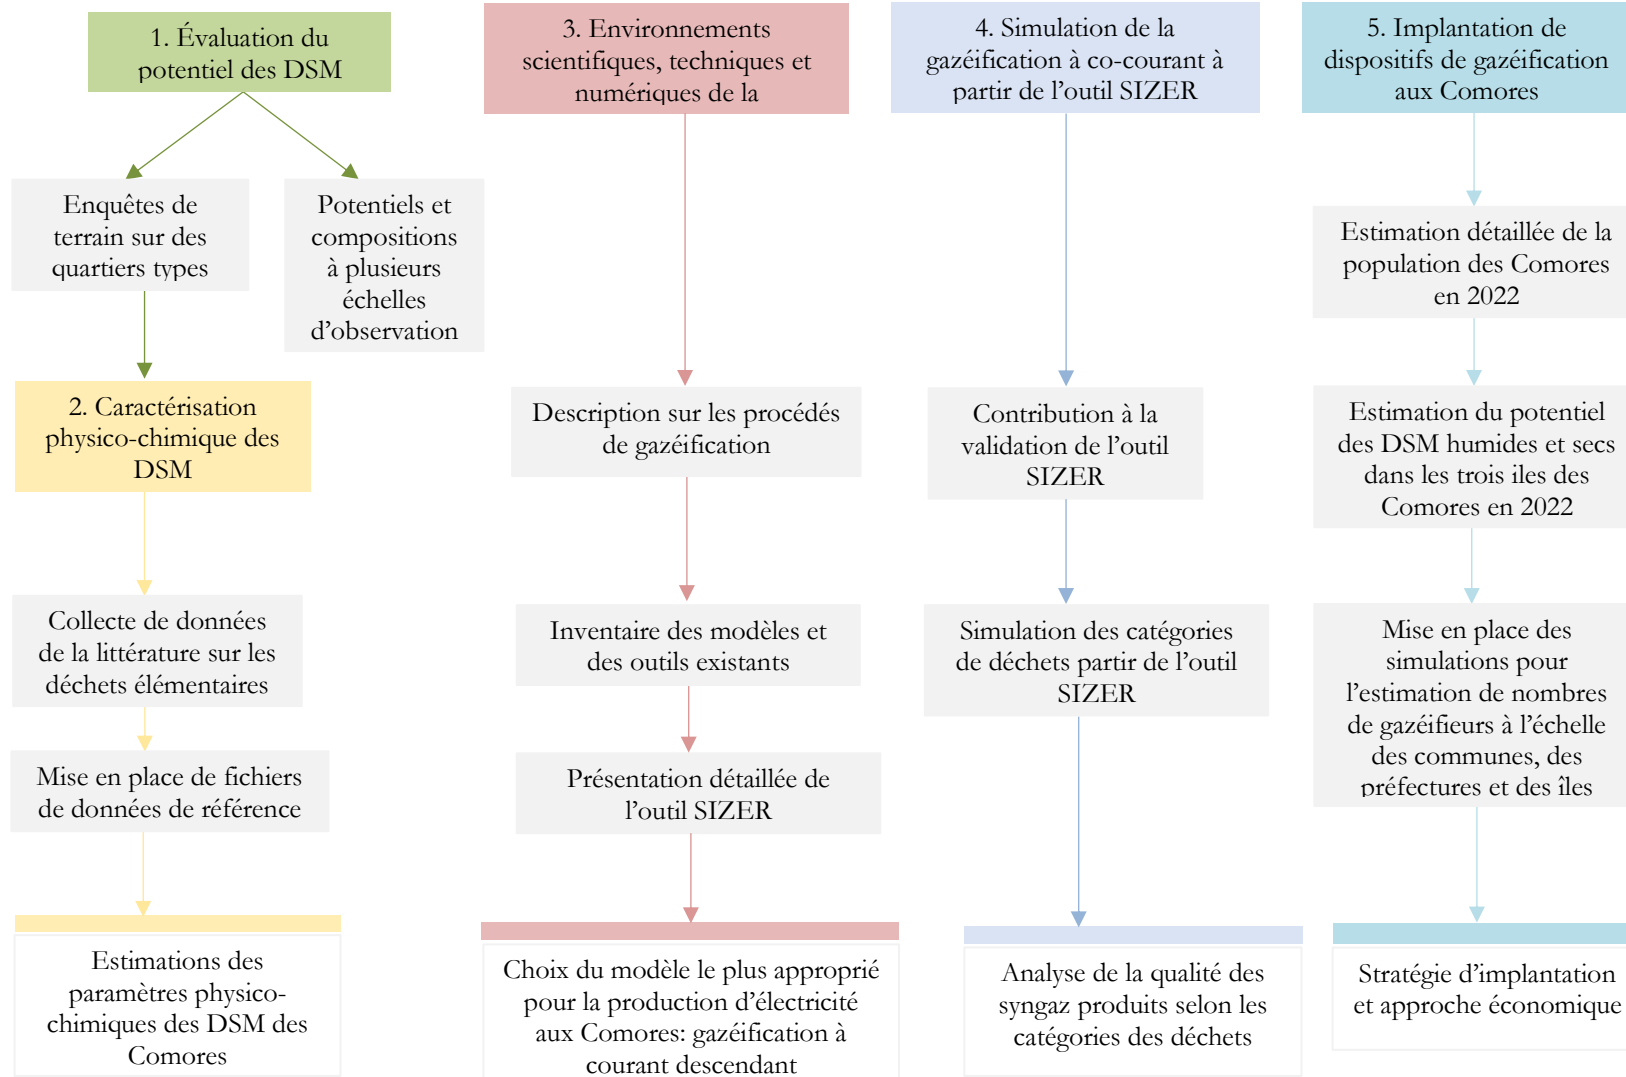 1. Évaluation du
potentiel des DSM
Enquêtes de
terrain sur des
quartiers types
Potentiels et
compositions
à plusieurs
échelles
d’observation
2. Caractérisation
physico-chimique des
DSM
Collecte de données
de la littérature sur les
déchets élémentaires
Mise en place de fichiers
de données de référence
Estimations des
paramètres physico-
chimiques des DSM des
Comores
3. Environnements
scientifiques, techniques et
numériques de la
Description sur les procédés
de gazéification
Inventaire des modèles et
des outils existants
Présentation détaillée de
l’outil SIZER
Choix du modèle le plus approprié
pour la production d’électricité
aux Comores: gazéification à
courant descendant
4. Simulation de la
gazéification à co-courant à
partir de l’outil SIZER
Contribution à la
validation de l’outil
SIZER
Simulation des catégories
de déchets partir de l’outil
SIZER
Analyse de la qualité des
syngaz produits selon les
catégories des déchets
5. Implantation de
dispositifs de gazéification
aux Comores
Estimation détaillée de la
population des Comores
en 2022
Estimation du potentiel
des DSM humides et secs
dans les trois iles des
Comores en 2022
Mise en place des
simulations pour
l’estimation de nombres
de gazéifieurs à l’échelle
des communes, des
préfectures et des îles
Stratégie d’implantation
et approche économique